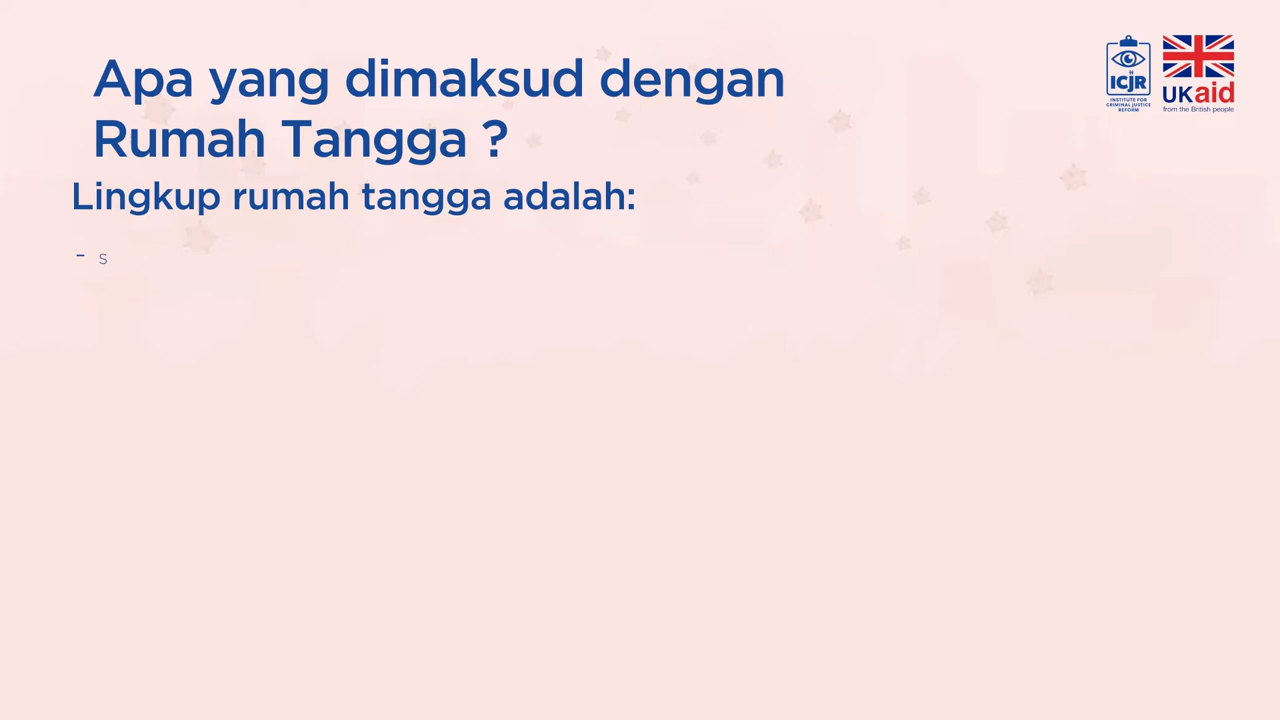 Apa yang dimaksud dengan
Rumah Tangga ?
Lingkup rumah tangga adalah:
- s
ICJR
INSTITUTE FOR
CRIMINAL JUSTICE
REFORM
UKaid
from the British people